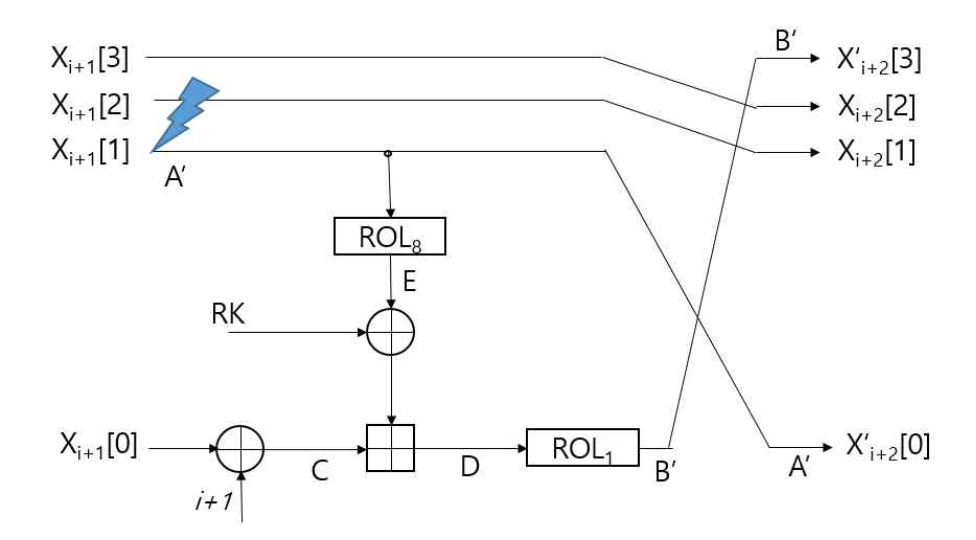 B′
X_{i+1}[3] X′_{i+2}[3]
X_{i+1}[2] X_{i+2}[2]
X_{i+1}[1] X_{i+2}[1]
A′
ROL_8
E
RK
X_{i+1}[0] ROL_1 X′_{i+2}[0]
C D B′ A′
i+1